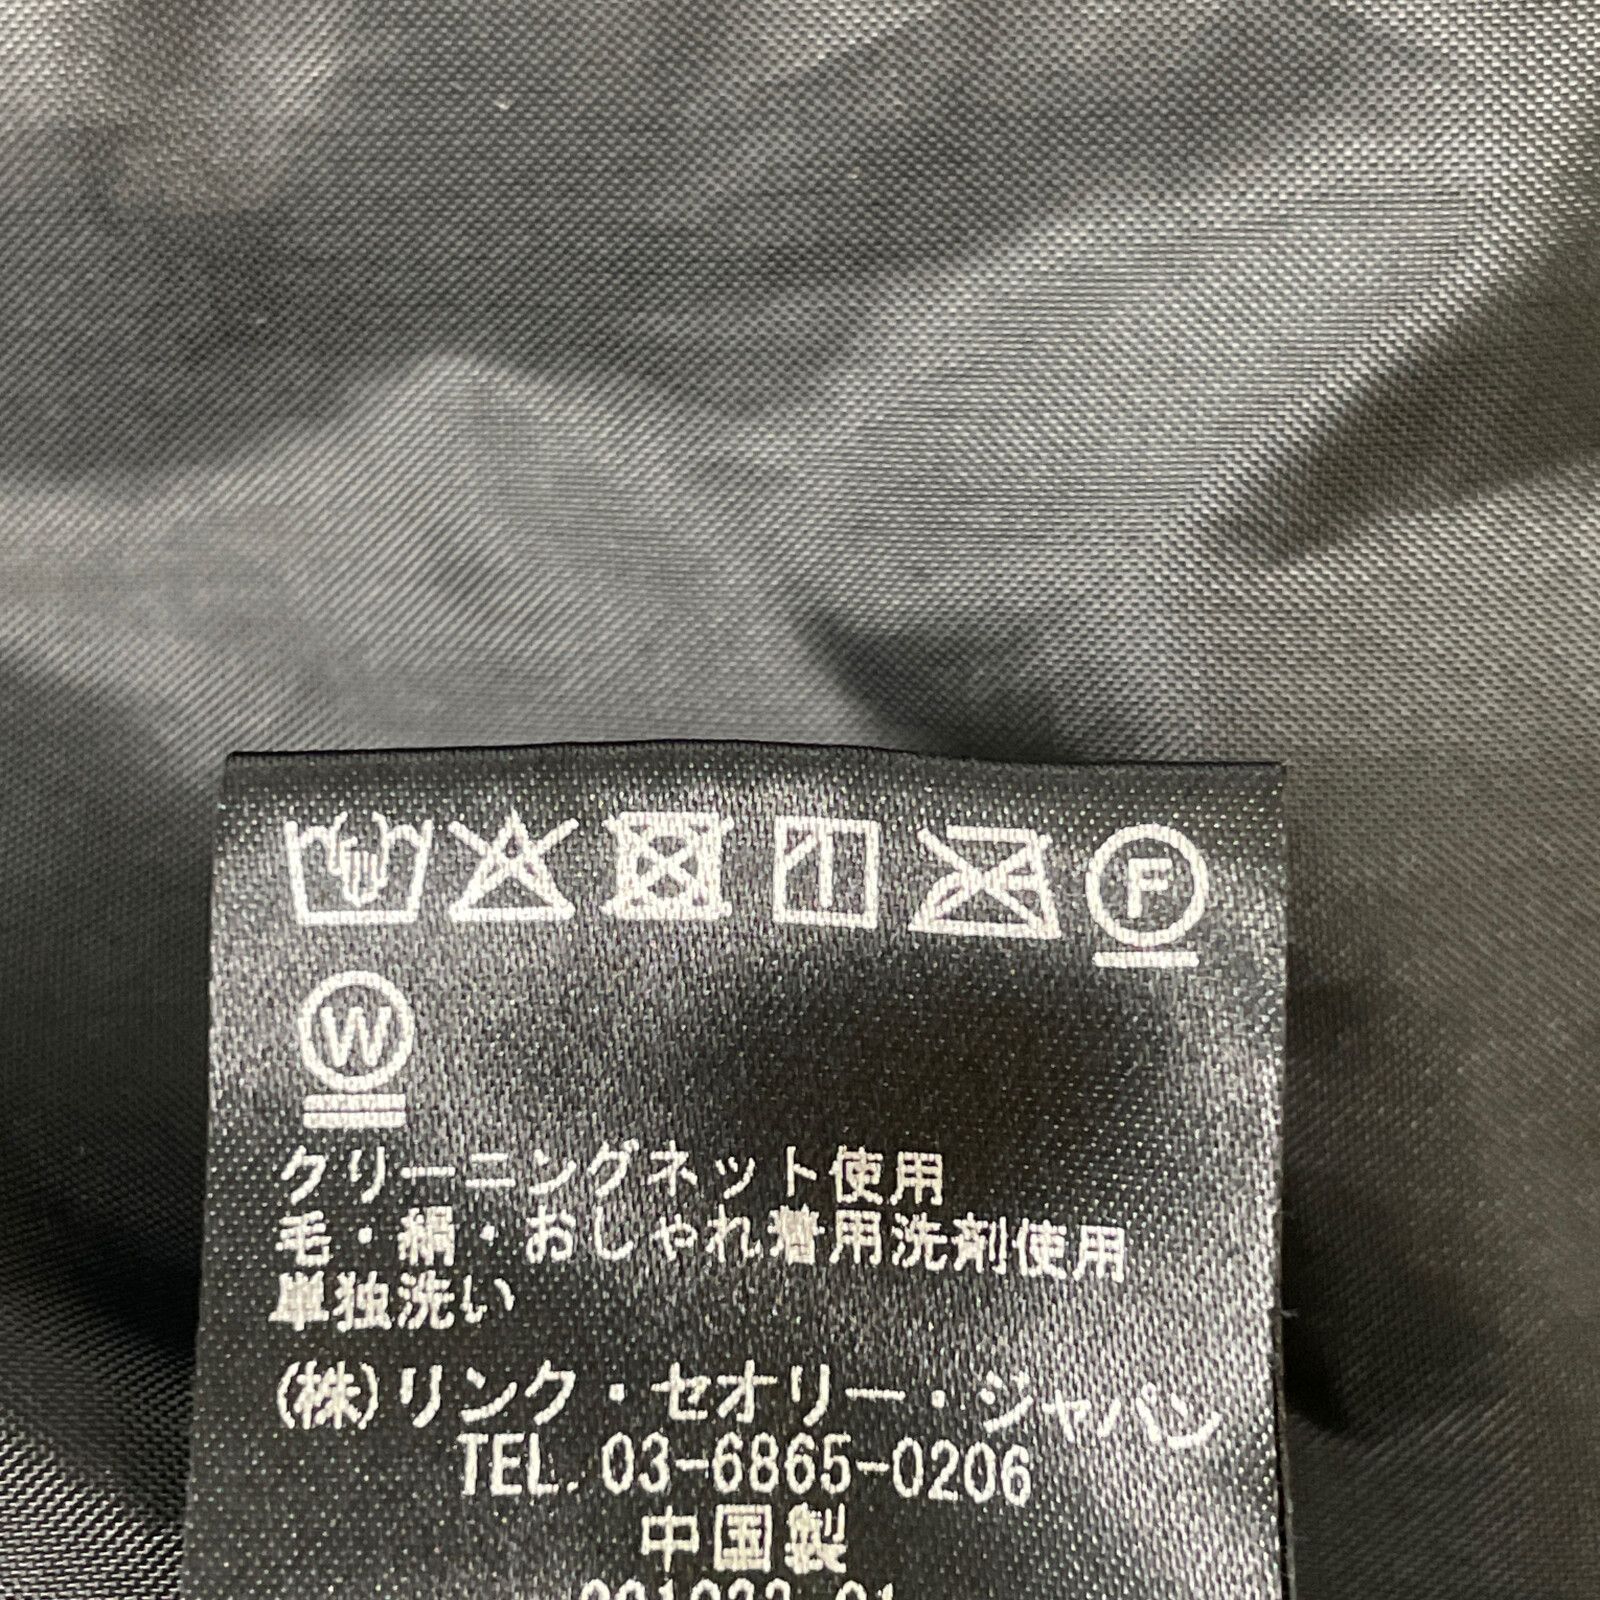 F
W
クリーニングネット使用
毛・絹・おしゃれ着用洗剤使用
単独洗い
(株)リンク・セオリー・ジャパン
TEL. 03-6865-0206
中国製